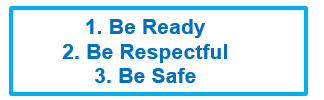 1. Be Ready
2. Be Respectful
3. Be Safe